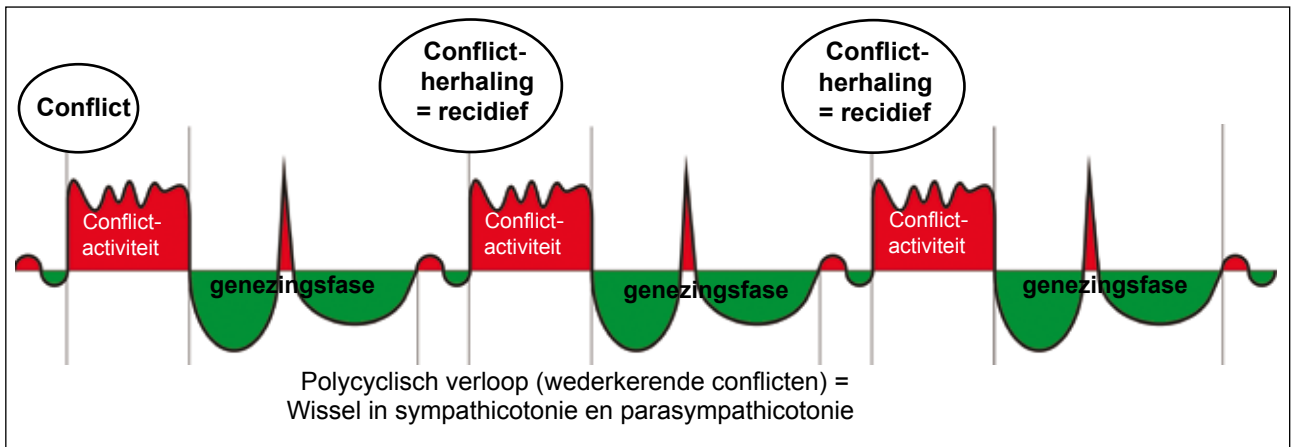 Conflict
Conflict-
herhaling
= recidief
Conflict-
herhaling
= recidief
Conflict-
activiteit
Conflict-
activiteit
Conflict-
activiteit
genezingsfase
genezingsfase
genezingsfase
Polycyclisch verloop (wederkerende conflicten) =
Wissel in sympathicotonie en parasympathicotonie